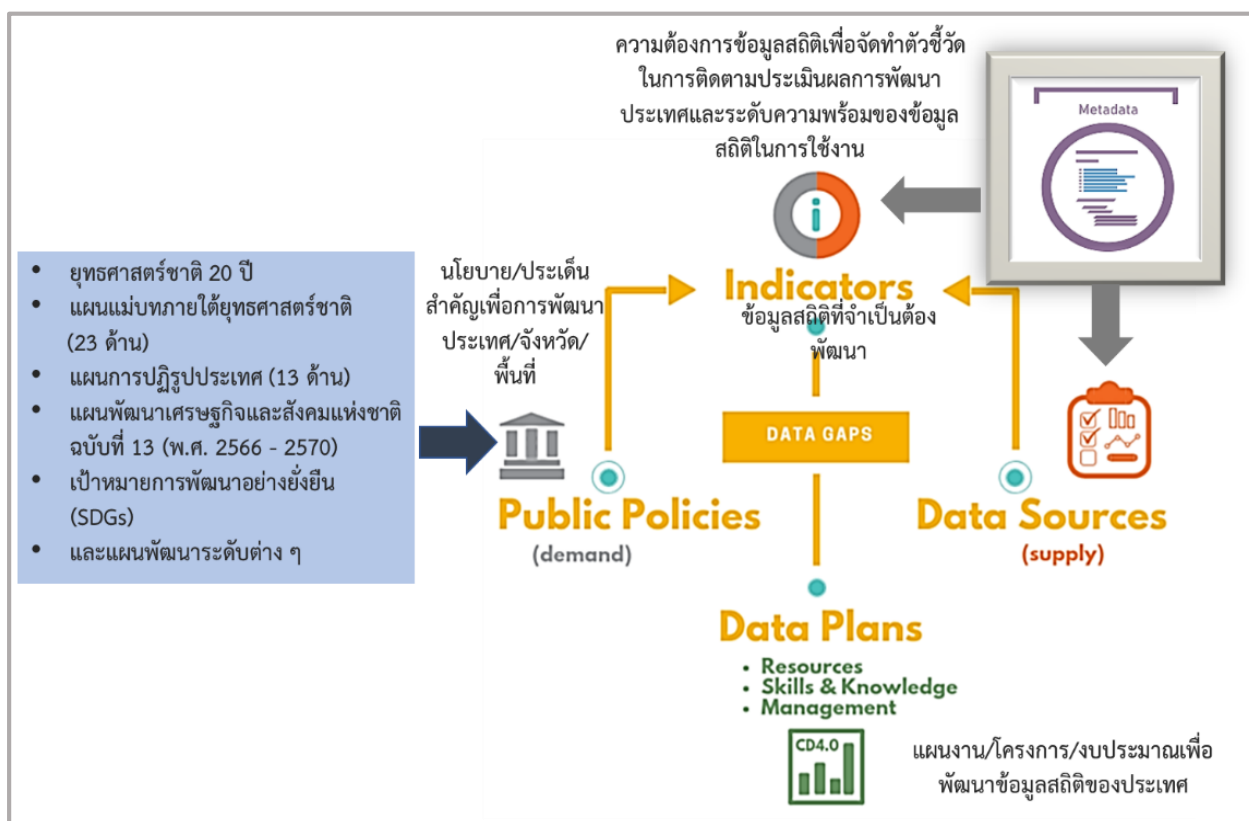 ความต้องการข้อมูลสถิติเพื่อจัดทำตัวชี้วัด
ในการติดตามประเมินผลการพัฒนา
ประเทศและระดับความพร้อมของข้อมูล
สถิติในการใช้งาน
Metadata
i
• ยุทธศาสตร์ชาติ 20 ปี
• แผนแม่บทภายใต้ยุทธศาสตร์ชาติ
(23 ด้าน)
• แผนการปฏิรูปประเทศ (13 ด้าน)
• แผนพัฒนาเศรษฐกิจและสังคมแห่งชาติ
ฉบับที่ 13 (พ.ศ. 2566 - 2570)
• เป้าหมายการพัฒนาอย่างยั่งยืน
(SDGs)
• และแผนพัฒนาระดับต่าง ๆ
นโยบาย/ประเด็น
สำคัญเพื่อการพัฒนา
ประเทศ/จังหวัด/
พื้นที่
Indicators
ข้อมูลสถิติที่จำเป็นต้อง
พัฒนา
DATA GAPS
Public Policies
(demand)
Data Sources
(supply)
Data Plans
• Resources
• Skills & Knowledge
• Management
CD4.0
แผนงาน/โครงการ/งบประมาณเพื่อ
พัฒนาข้อมูลสถิติของประเทศ